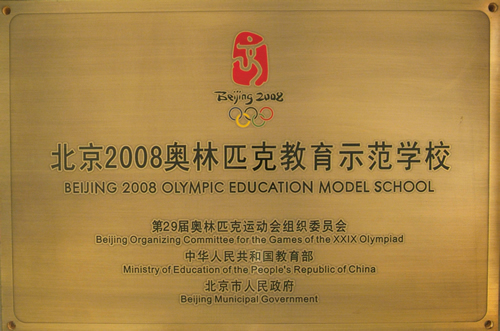 Beijing 2008
北京2008奥林匹克教育示范学校
BEIJING 2008 OLYMPIC EDUCATION MODEL SCHOOL
第29届奥林匹克运动会组织委员会
Beijing Organizing Committee for the Games of the XXIX Olympiad
中华人民共和国教育部
Ministry of Education of the People's Republic of China
北京市人民政府
Beijing Municipal Government